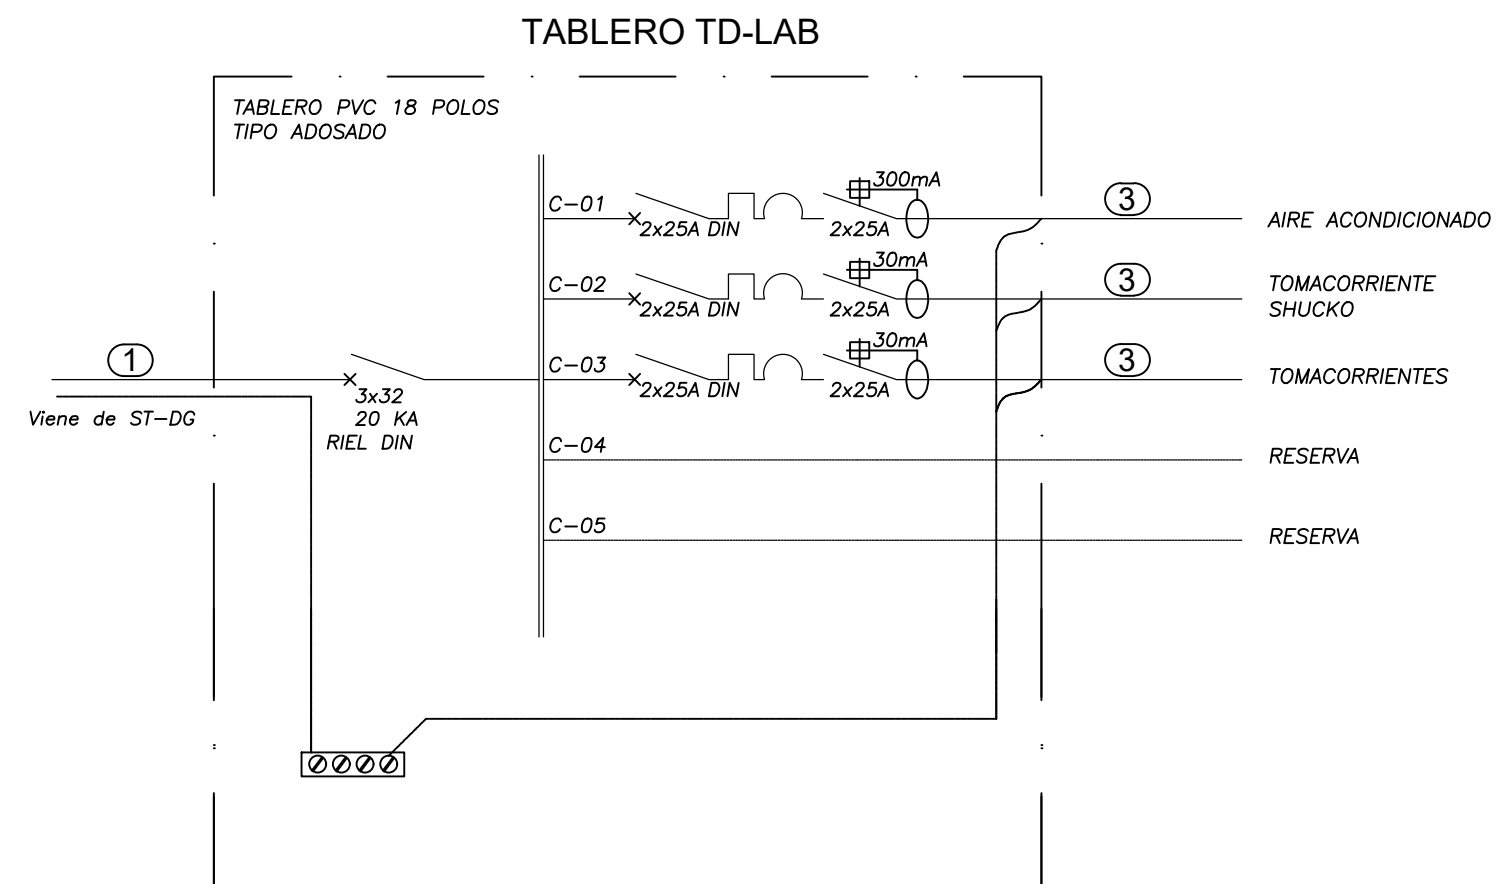 TABLERO TD-LAB
TABLERO PVC 18 POLOS
TIPO ADOSADO
C-01
2x25A DIN
300mA
2x25A
3
AIRE ACONDICIONADO
C-02
2x25A DIN
30mA
2x25A
3
TOMACORRIENTE
SHUCKO
1
Viene de ST-DG
3x32
20 KA
RIEL DIN
C-03
2x25A DIN
30mA
2x25A
3
TOMACORRIENTES
C-04
RESERVA
C-05
RESERVA